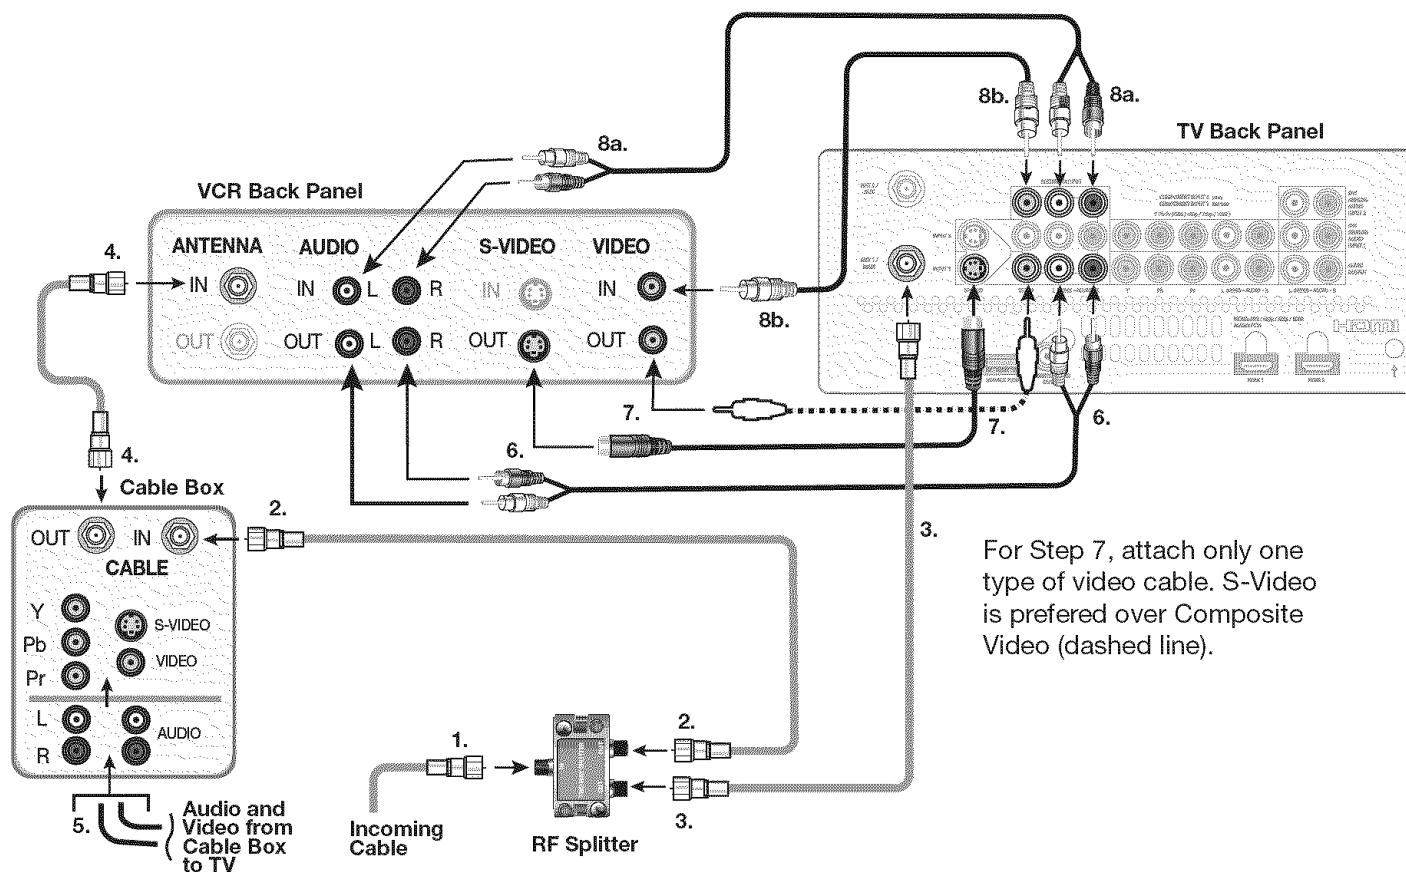 8b.
8a.
TV Back Panel
8a.
VCR Back Panel
ANTENNA AUDIO S-VIDEO VIDEO
4.
IN IN L R IN IN
8b.
OUT OUT L R OUT OUT
HDMI
7.
7.
6.
6.
4.
Cable Box
2.
OUT IN
CABLE
3.
For Step 7, attach only one
type of video cable. S-Video
is prefered over Composite
Video (dashed line).
Y
S-VIDEO
Pb
VIDEO
Pr
L
AUDIO
R
1.
2.
3.
5.
Audio and
Video from
Cable Box
to TV
Incoming
Cable
RF Splitter